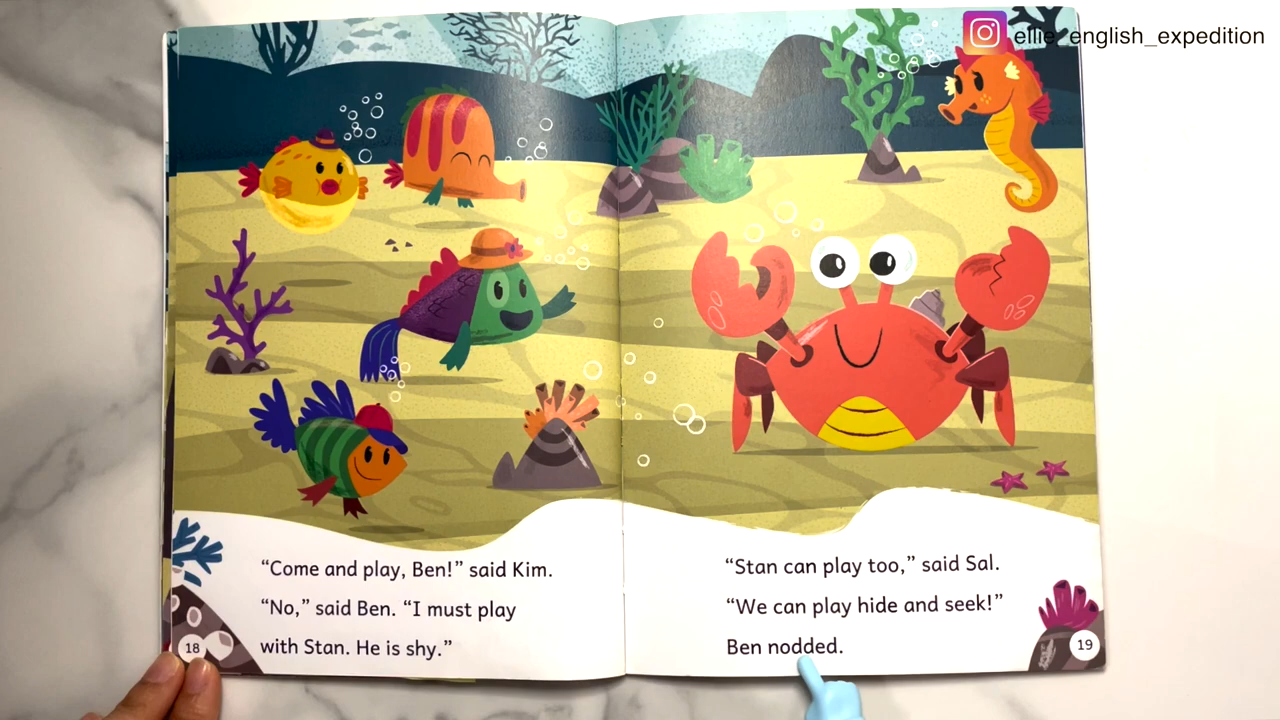 ellie_english_expedition
“Come and play, Ben!” said Kim.
“No,” said Ben. “I must play
with Stan. He is shy.”
18
“Stan can play too,” said Sal.
“We can play hide and seek!”
Ben nodded.
19